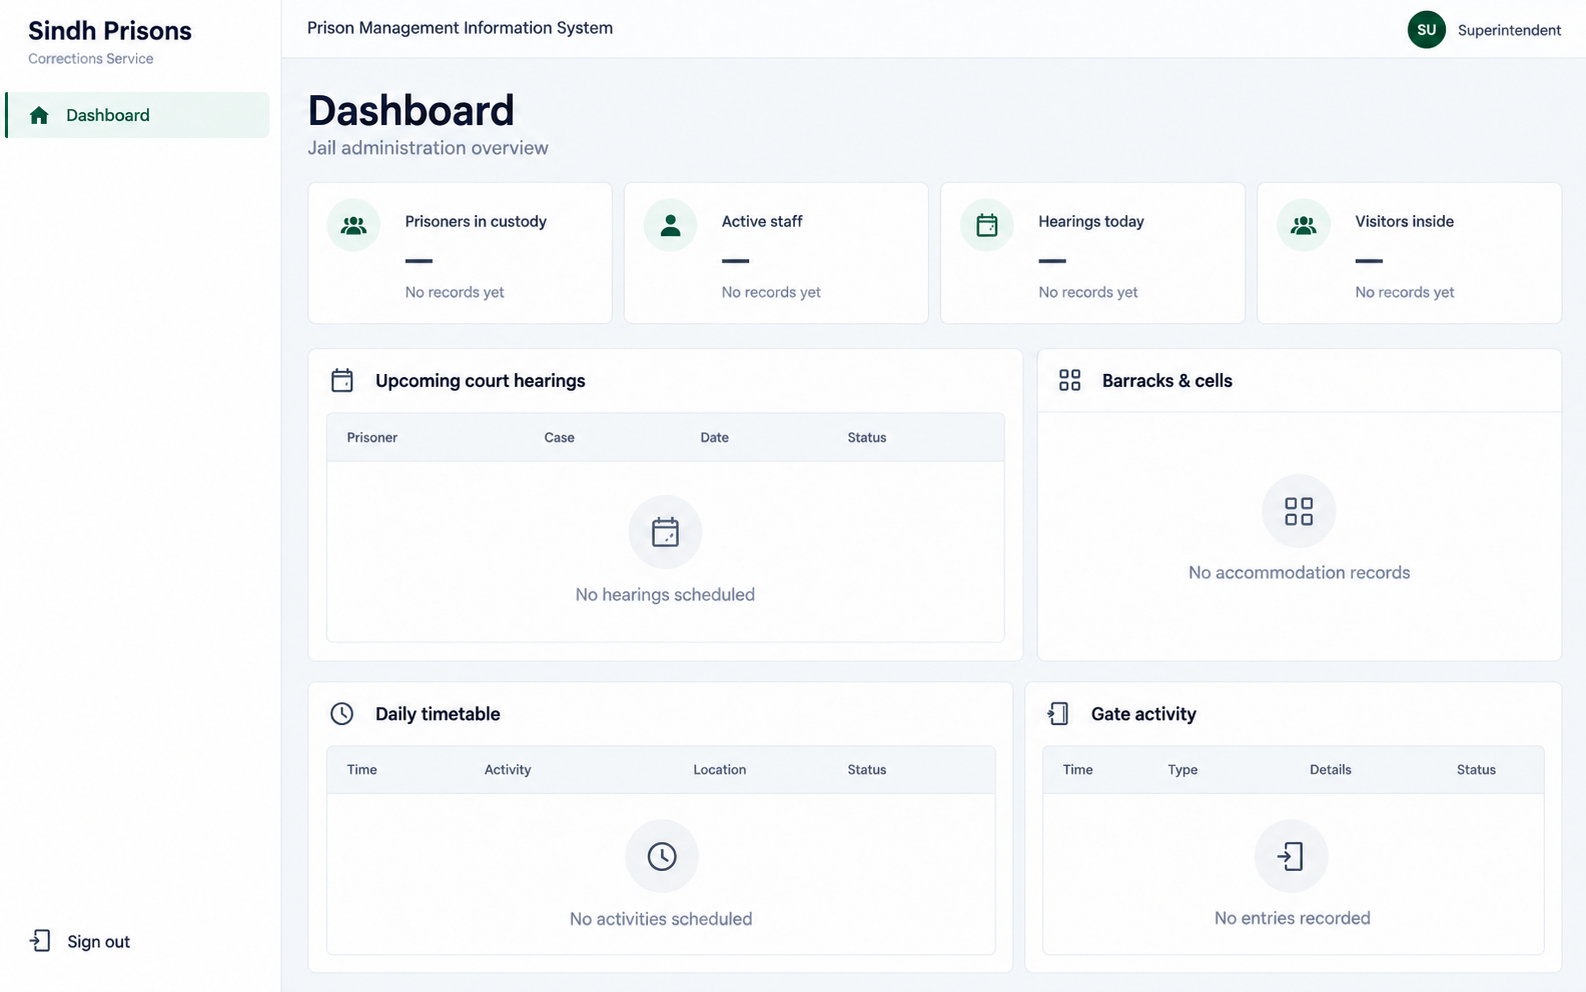 Sindh Prisons
Corrections Service
Dashboard
Sign out
Prison Management Information System
SU
Superintendent
Dashboard
Jail administration overview
Prisoners in custody
—
No records yet
Active staff
—
No records yet
Hearings today
—
No records yet
Visitors inside
—
No records yet
Upcoming court hearings
Prisoner Case Date Status
No hearings scheduled
Barracks & cells
No accommodation records
Daily timetable
Time Activity Location Status
No activities scheduled
Gate activity
Time Type Details Status
No entries recorded